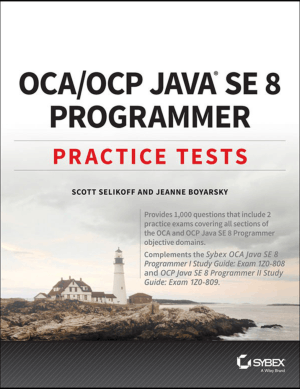 OCA/OCP JAVA® SE 8
PROGRAMMER
PRACTICE TESTS
SCOTT SELIKOFF AND JEANNE BOYARSKY
Provides 1,000 questions that include 2
practice exams covering all sections of
the OCA and OCP Java SE 8 Programmer
objective domains.
Complements the Sybex OCA Java SE 8
Programmer I Study Guide: Exam 1Z0-808
and OCP Java SE 8 Programmer II Study
Guide: Exam 1Z0-809.
SYBEX
A Wiley Brand